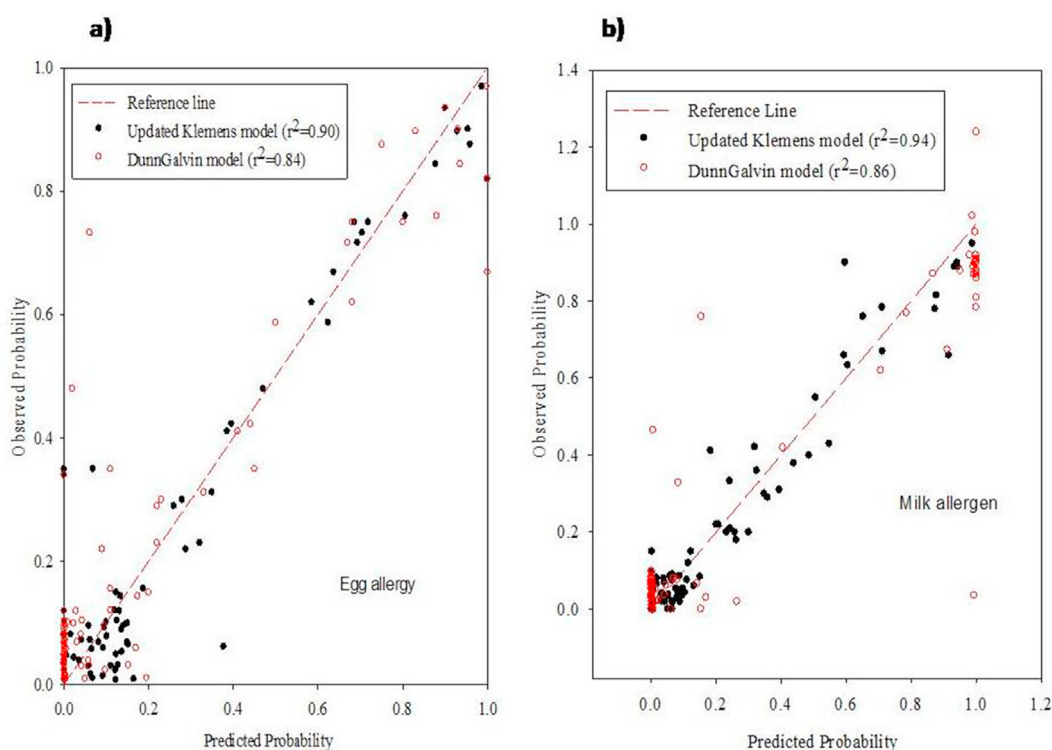 a)
1.0
0.8
0.6
0.4
0.2
0.0
0.0 0.2 0.4 0.6 0.8 1.0
Observed Probability
Predicted Probability
Reference line
Updated Klemens model (r²=0.90)
DunnGalvin model (r²=0.84)
Egg allergy
b)
1.4
1.2
1.0
0.8
0.6
0.4
0.2
0.0
0.0 0.2 0.4 0.6 0.8 1.0 1.2
Observed Probability
Predicted Probability
Reference Line
Updated Klemens model (r²=0.94)
DunnGalvin model (r²=0.86)
Milk allergen